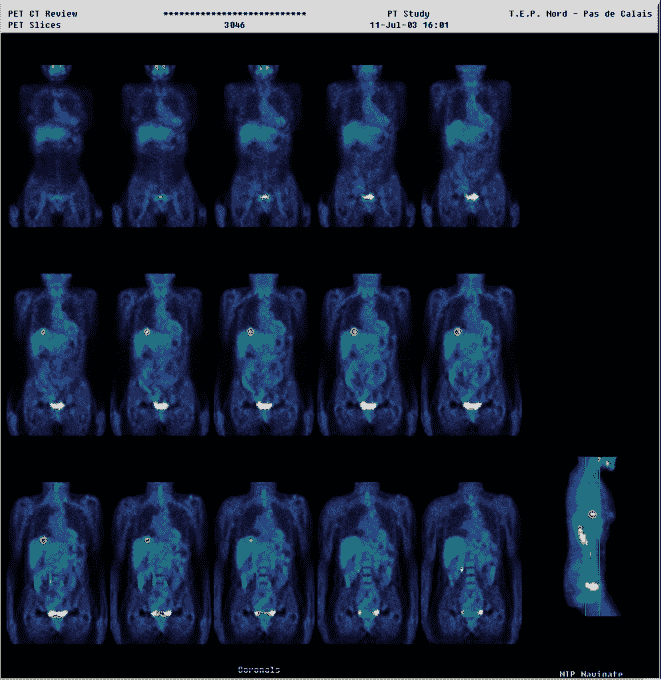 PET CT Review ****************************** PT Study T.E.P. Nord - Pas de Calais
PET Slices 3046 11-Jul-03 16:01
Coronals
MIP Navigate